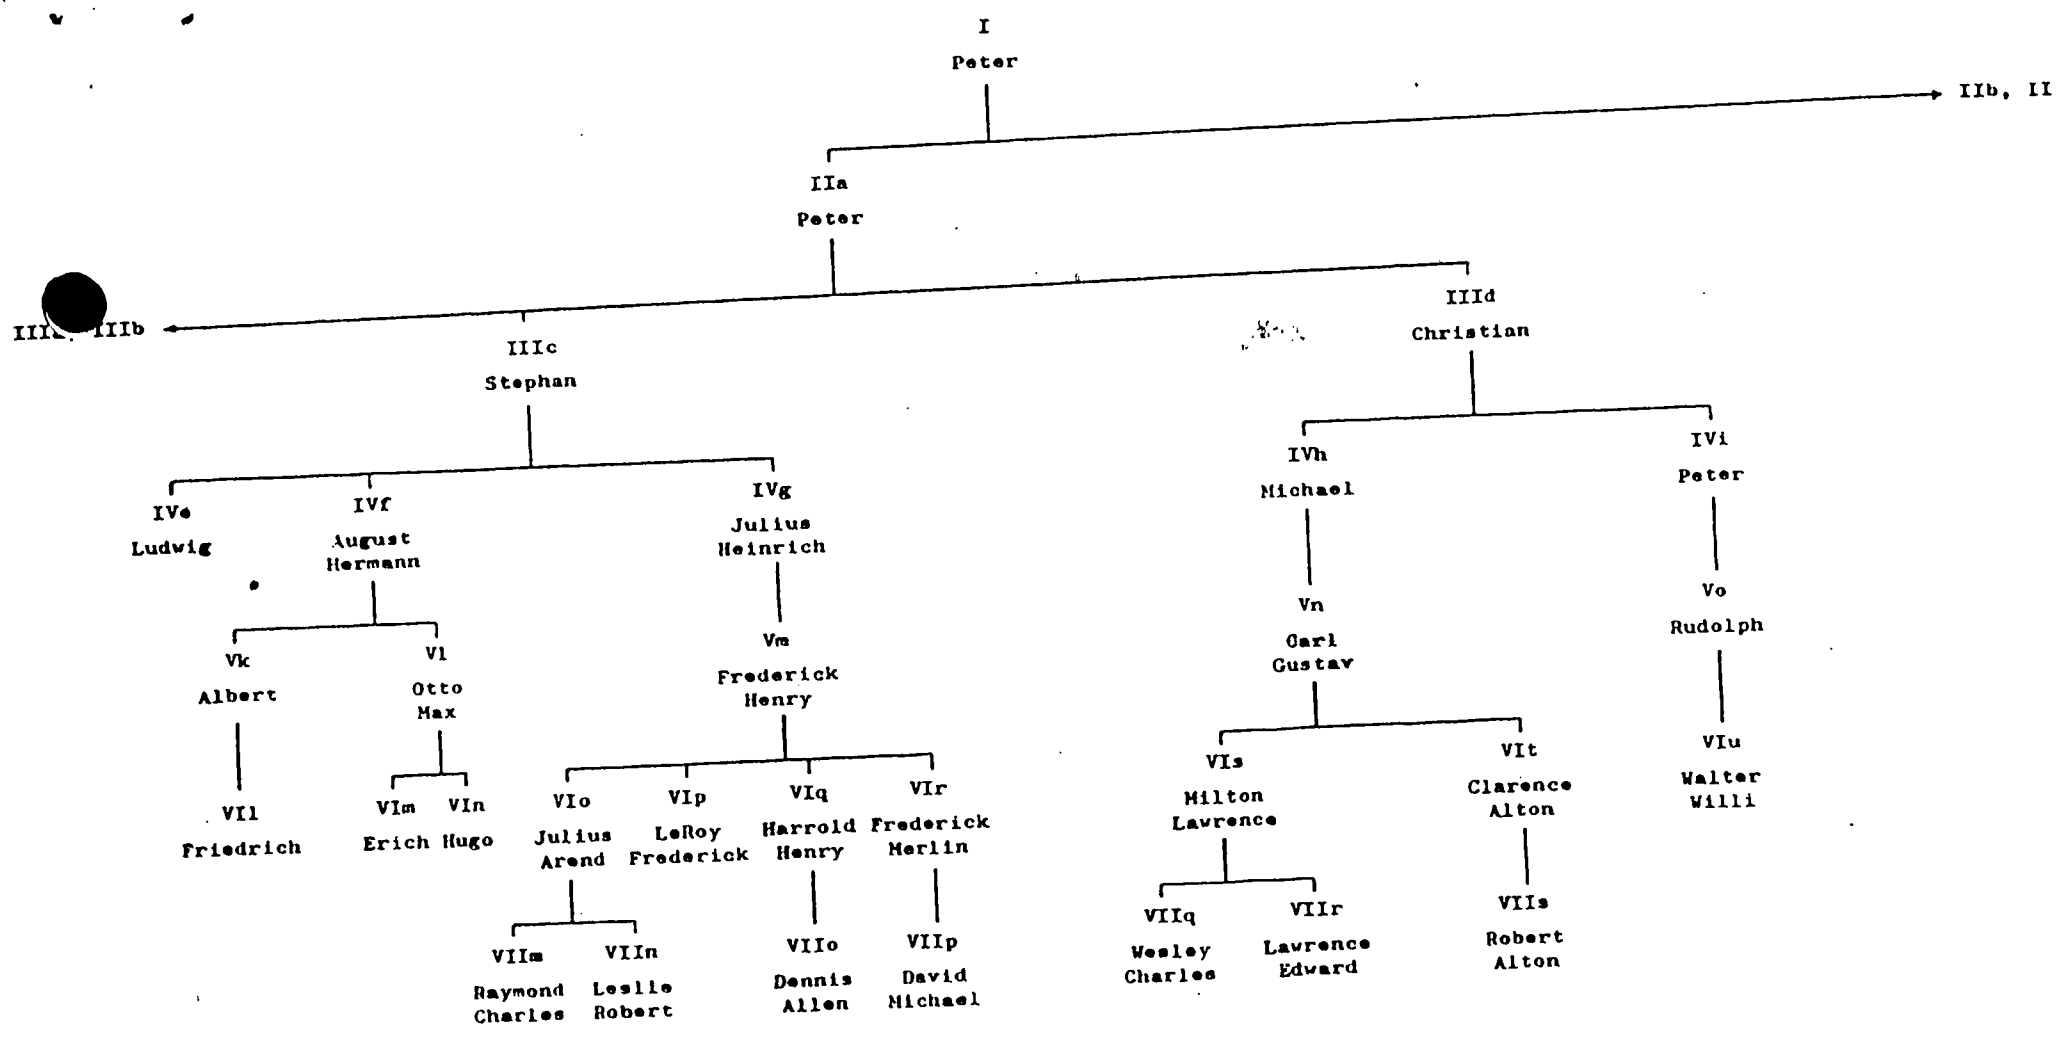 I
Peter
IIb, II
IIa
Peter
IIId
Christian
IIIb
IIIc
Stephan
IVh
Michael
IVi
Peter
IVe
Ludwig
IVf
August
Hermann
IVg
Julius
Heinrich
Vn
Carl
Gustav
Vo
Rudolph
Vk
Albert
Vl
Otto
Max
Vm
Frederick
Henry
VIs
Milton
Lawrence
VIt
Clarence
Alton
VIu
Walter
Willi
VIl
Friedrich
VIm VIn
Erich Hugo
VIo
Julius
Arend
VIp
LeRoy
Frederick
VIq
Harrold
Henry
VIr
Frederick
Merlin
VIIm
Raymond
Charles
VIIn
Leslie
Robert
VIIo
Dennis
Allen
VIIp
David
Michael
VIIq
Wesley
Charles
VIIr
Lawrence
Edward
VIIs
Robert
Alton